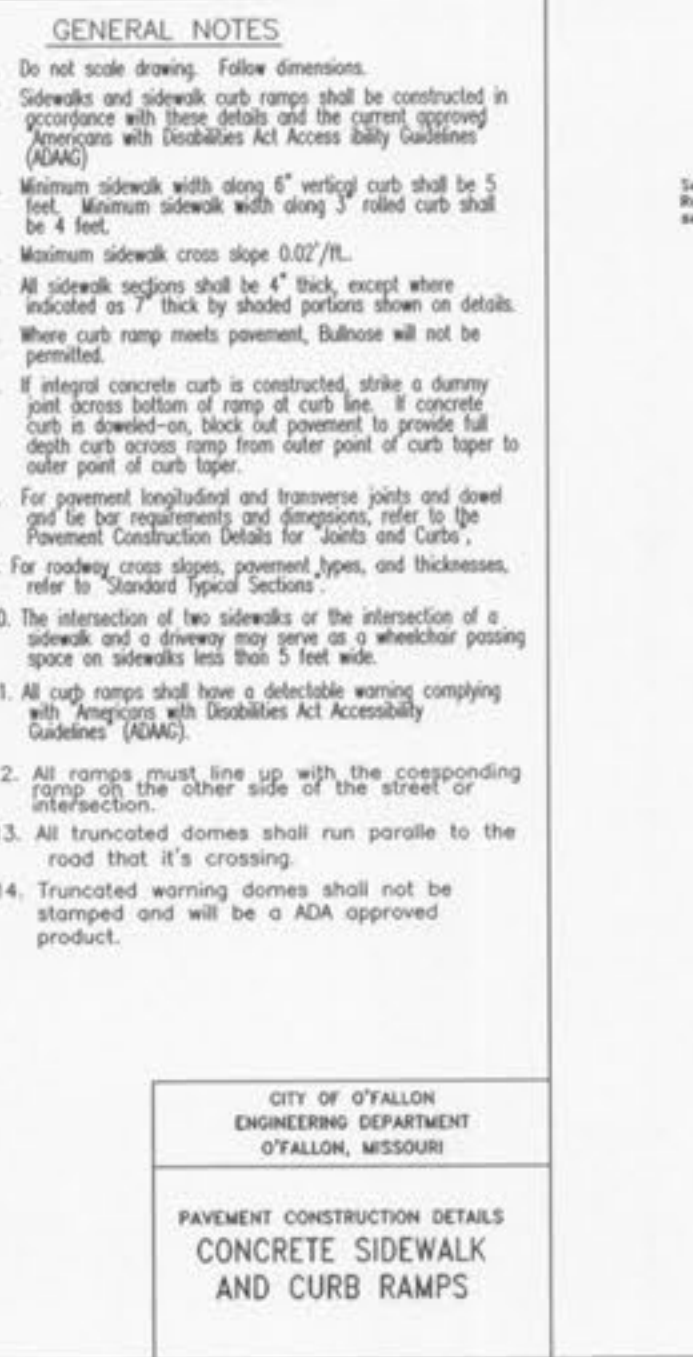 GENERAL NOTES
Do not scale drawing. Follow dimensions.
Sidewalks and sidewalk curb ramps shall be constructed in
accordance with these details and the current approved
"Americans with Disabilities Act Access ibility Guidelines"
(ADAAG)
Minimum sidewalk width along 6" vertical curb shall be 5
feet. Minimum sidewalk width along 3" rolled curb shall
be 4 feet.
Maximum sidewalk cross slope 0.02'/ft..
All sidewalk sections shall be 4" thick, except where
indicated as 7" thick by shaded portions shown on details.
Where curb ramp meets pavement, Bullnose will not be
permitted.
If integral concrete curb is constructed, strike a dummy
joint across bottom of ramp at curb line. If concrete
curb is doweled-on, block out pavement to provide full
depth curb across ramp from outer point of curb taper to
outer point of curb taper.
For pavement longitudinal and transverse joints and dowel
and tie bar requirements and dimensions, refer to the
Pavement Construction Details for "Joints and Curbs".
For roadway cross slopes, pavement types, and thicknesses,
refer to "Standard Typical Sections".
0. The intersection of two sidewalks or the intersection of a
sidewalk and a driveway may serve as a wheelchair passing
space on sidewalks less than 5 feet wide.
1. All curb ramps shall have a detectable warning complying
with "Americans with Disabilities Act Accessibility
Guidelines" (ADAAG).
2. All ramps must line up with the coesponding
ramp on the other side of the street or
intersection.
3. All truncated domes shall run paralle to the
road that it's crossing.
14. Truncated warning domes shall not be
stamped and will be a ADA approved
product.
CITY OF O'FALLON
ENGINEERING DEPARTMENT
O'FALLON, MISSOURI
PAVEMENT CONSTRUCTION DETAILS
CONCRETE SIDEWALK
AND CURB RAMPS